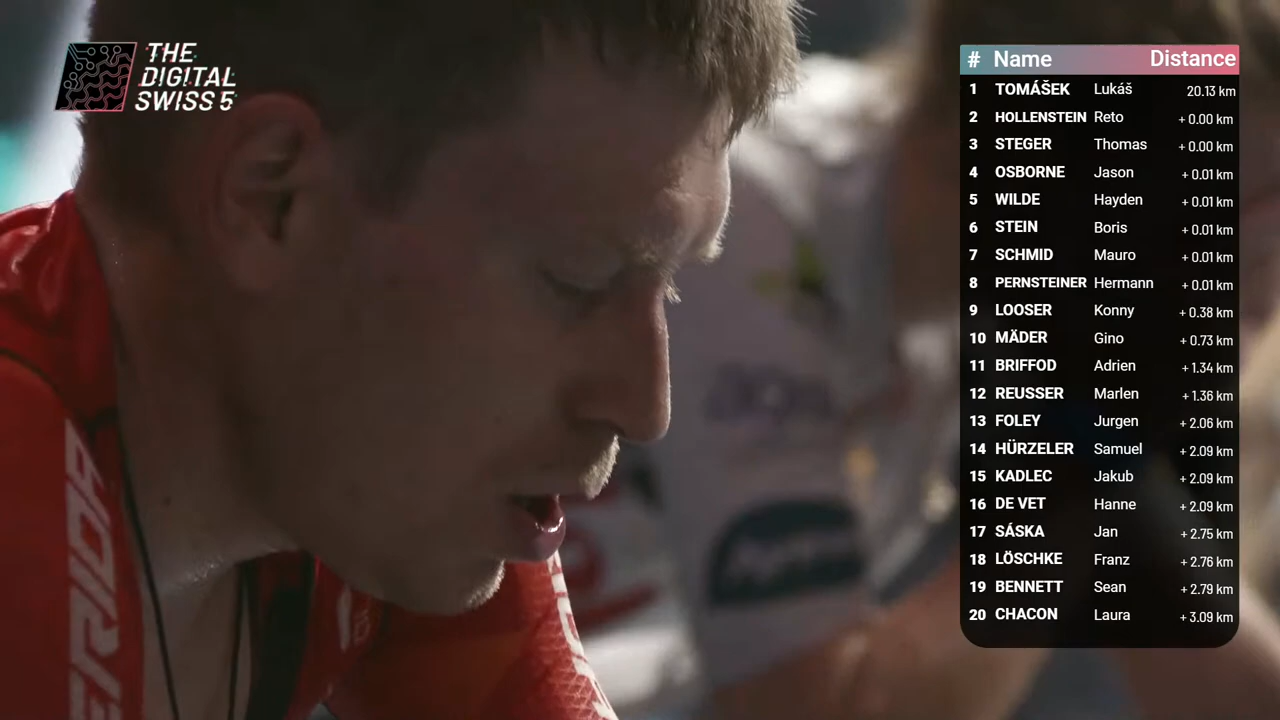 THE
DIGITAL
SWISS 5
# Name Distance
1 TOMÁŠEK Lukáš 20.13 km
2 HOLLENSTEIN Reto + 0.00 km
3 STEGER Thomas + 0.00 km
4 OSBORNE Jason + 0.01 km
5 WILDE Hayden + 0.01 km
6 STEIN Boris + 0.01 km
7 SCHMID Mauro + 0.01 km
8 PERNSTEINER Hermann + 0.01 km
9 LOOSER Konny + 0.38 km
10 MÄDER Gino + 0.73 km
11 BRIFFOD Adrien + 1.34 km
12 REUSSER Marlen + 1.36 km
13 FOLEY Jurgen + 2.06 km
14 HÜRZELER Samuel + 2.09 km
15 KADLEC Jakub + 2.09 km
16 DE VET Hanne + 2.09 km
17 SÁSKA Jan + 2.75 km
18 LÖSCHKE Franz + 2.76 km
19 BENNETT Sean + 2.79 km
20 CHACON Laura + 3.09 km
ERIDA